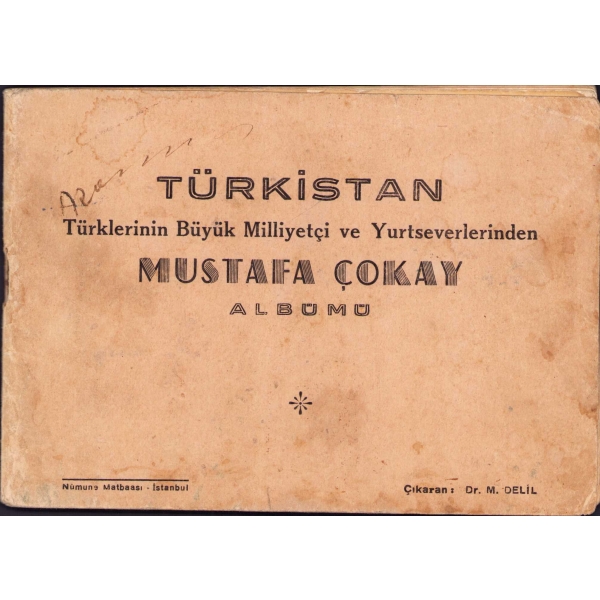 TÜRKİSTAN
Türklerinin Büyük Milliyetçi ve Yurtseverlerinden
MUSTAFA ÇOKAY
ALBÜMÜ
Nümune Matbaası - İstanbul
Çıkaran : Dr. M. DELİL